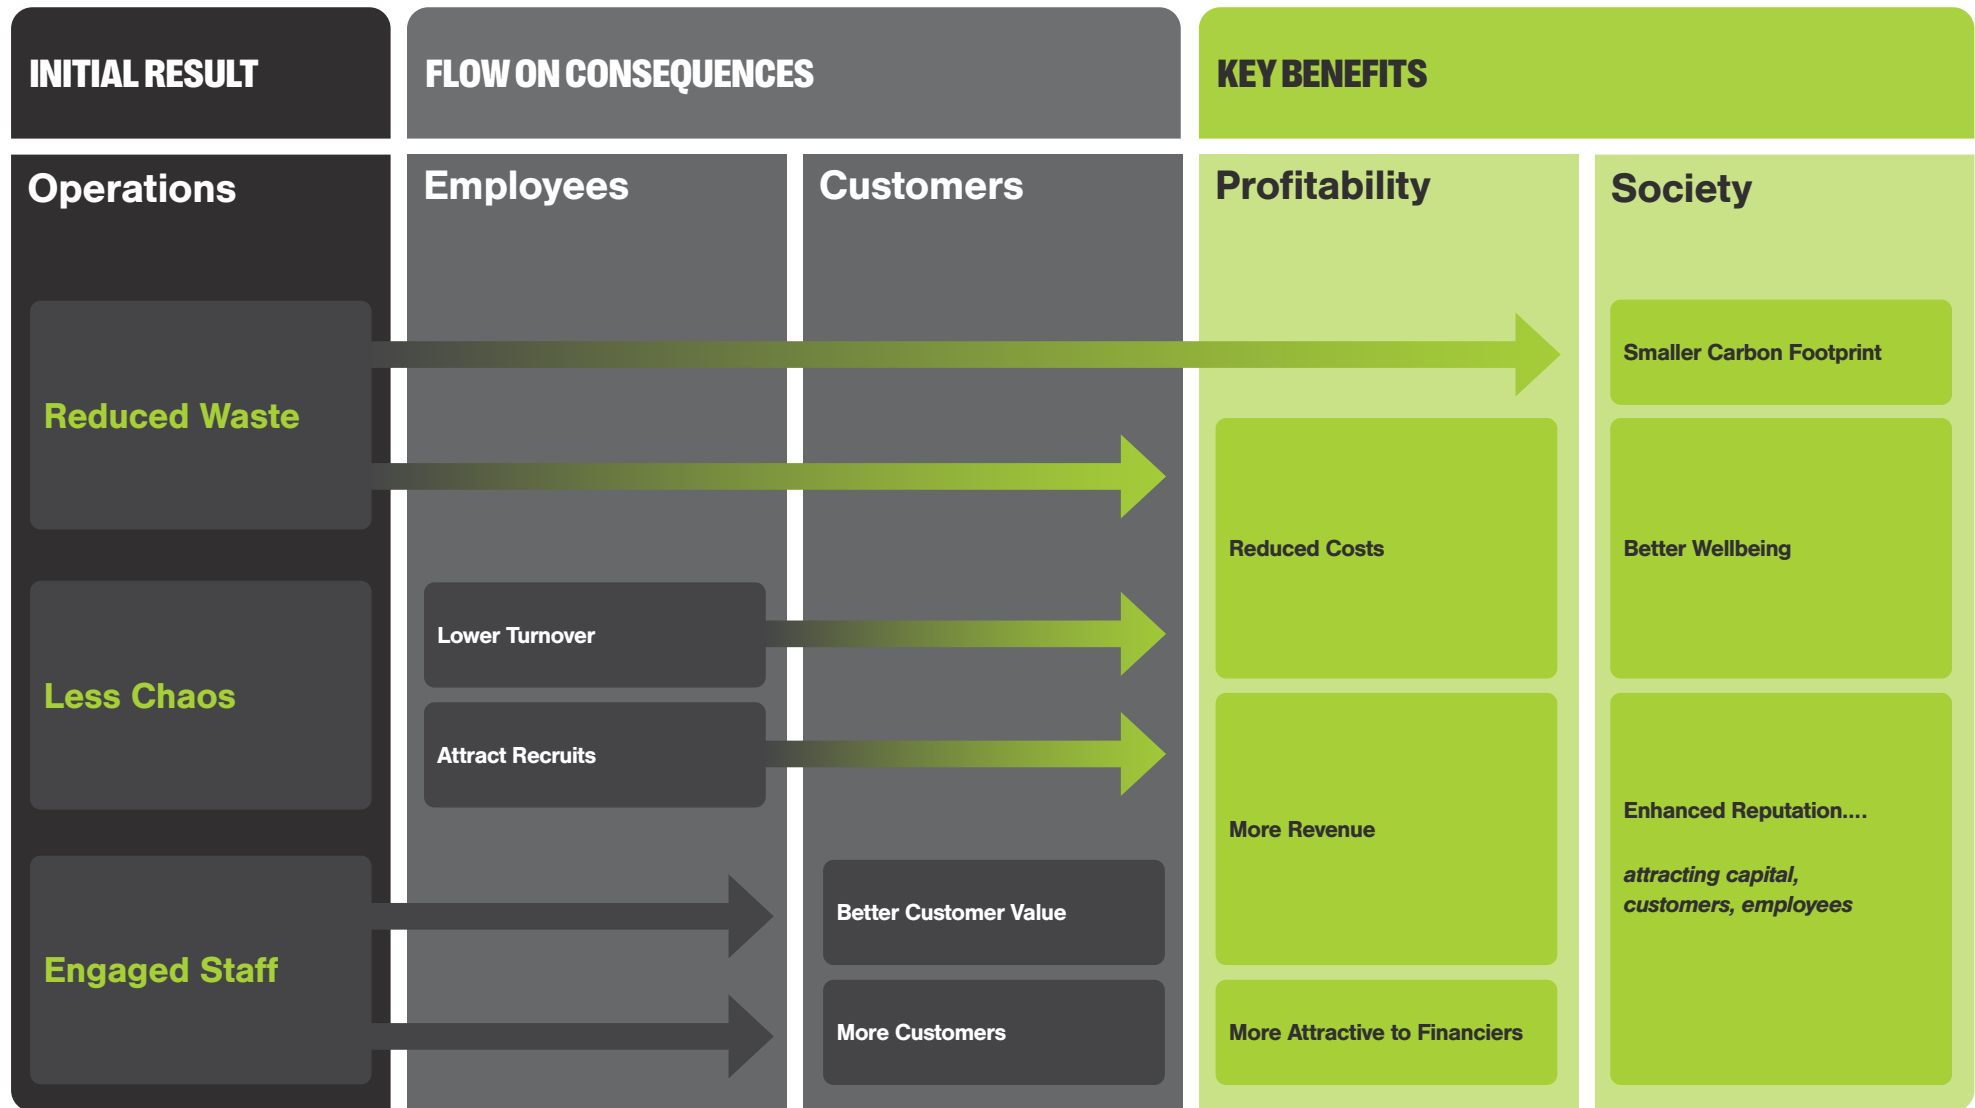 INITIAL RESULT
FLOW ON CONSEQUENCES
KEY BENEFITS
Operations
Employees
Customers
Profitability
Society
Reduced Waste
Less Chaos
Engaged Staff
Lower Turnover
Attract Recruits
Better Customer Value
More Customers
Reduced Costs
More Revenue
More Attractive to Financiers
Smaller Carbon Footprint
Better Wellbeing
Enhanced Reputation....
attracting capital,
customers, employees